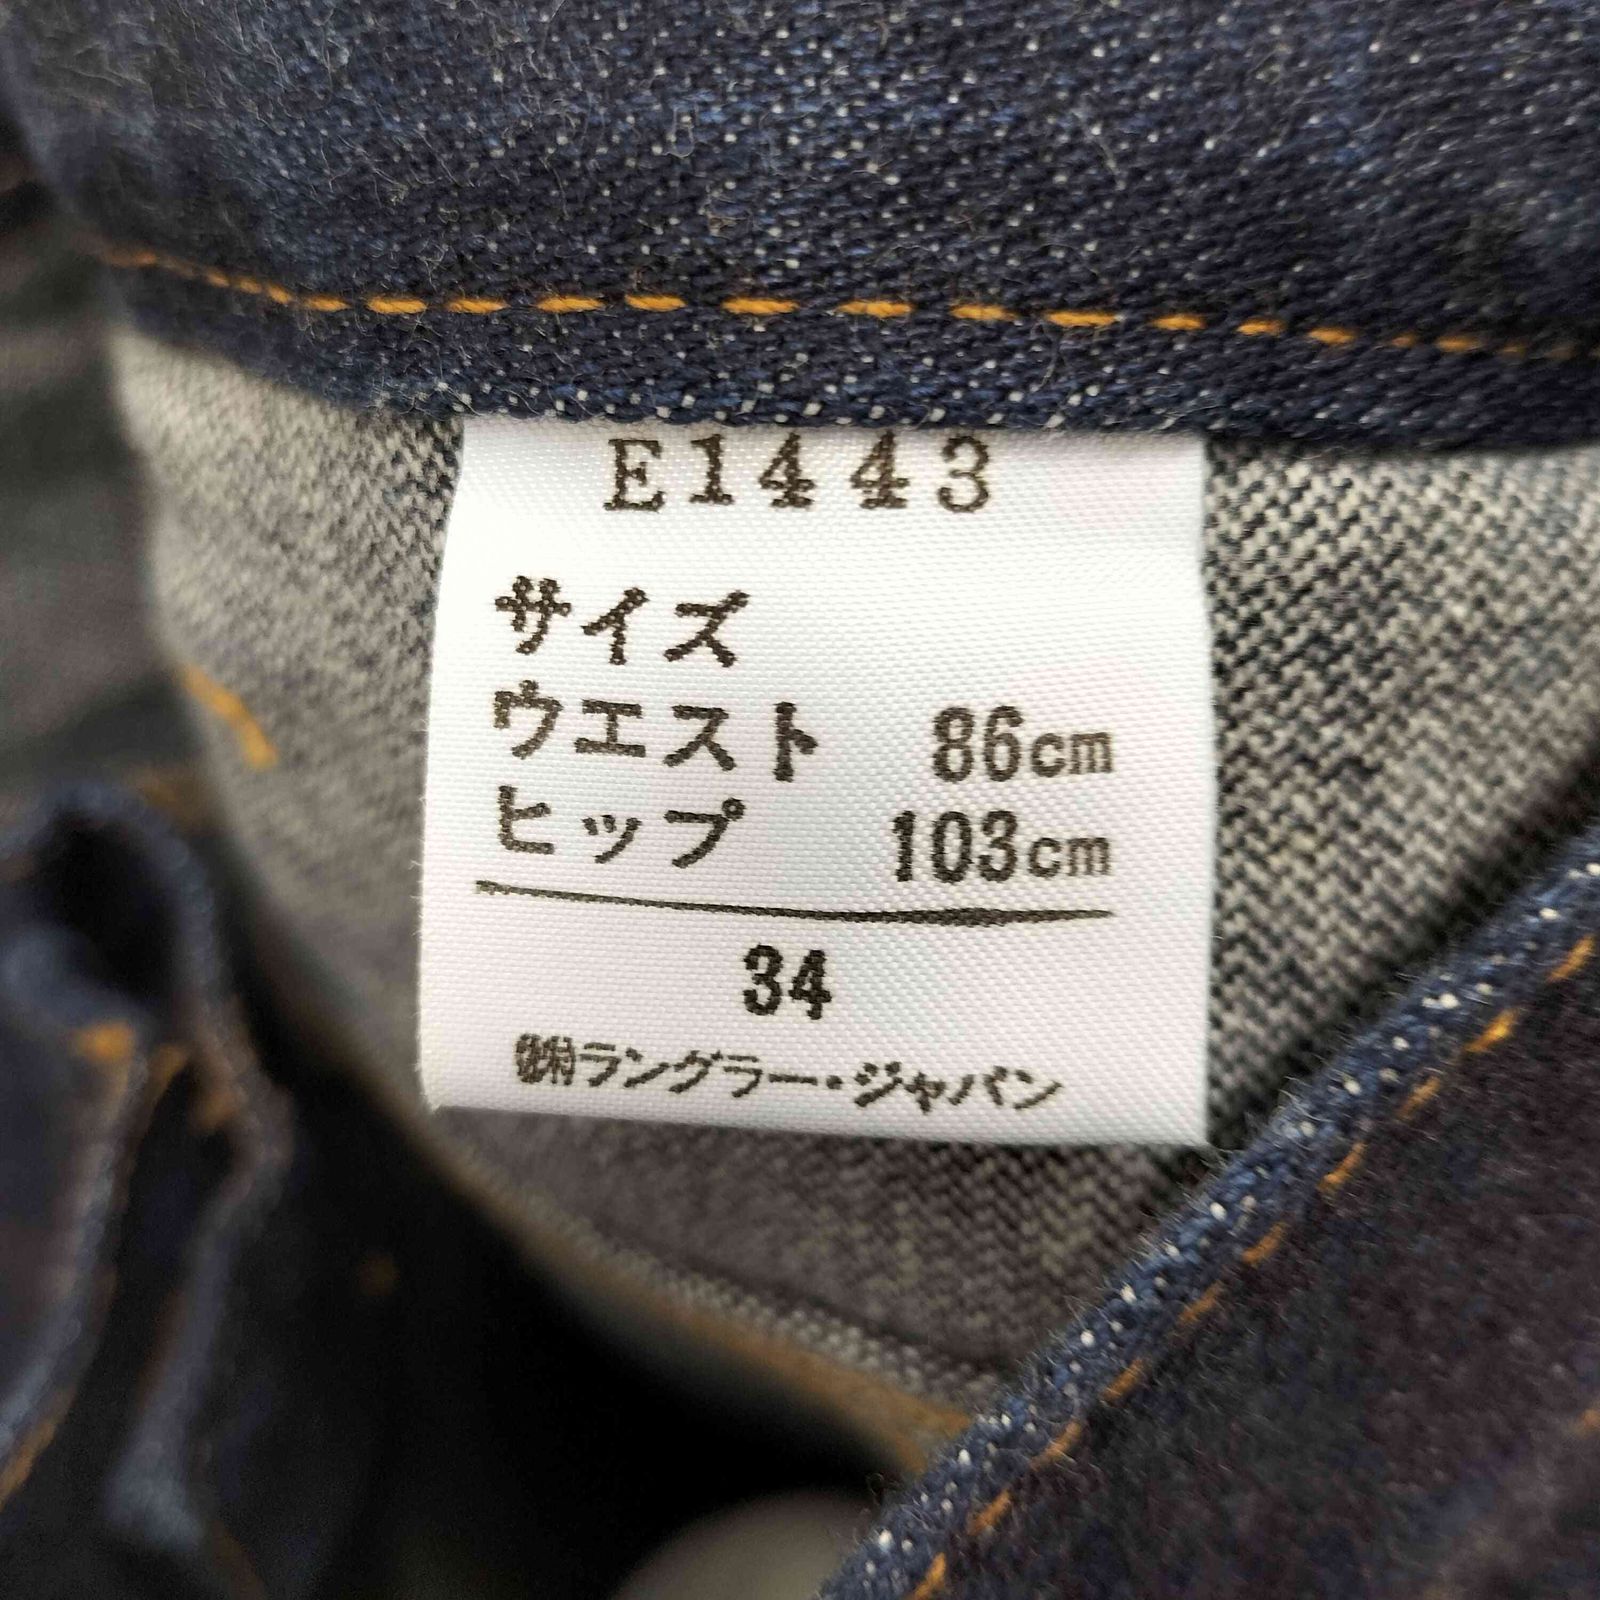 E1443
サイズ
ウエスト 86cm
ヒップ 103cm
34
㈱ラングラー・ジャパン